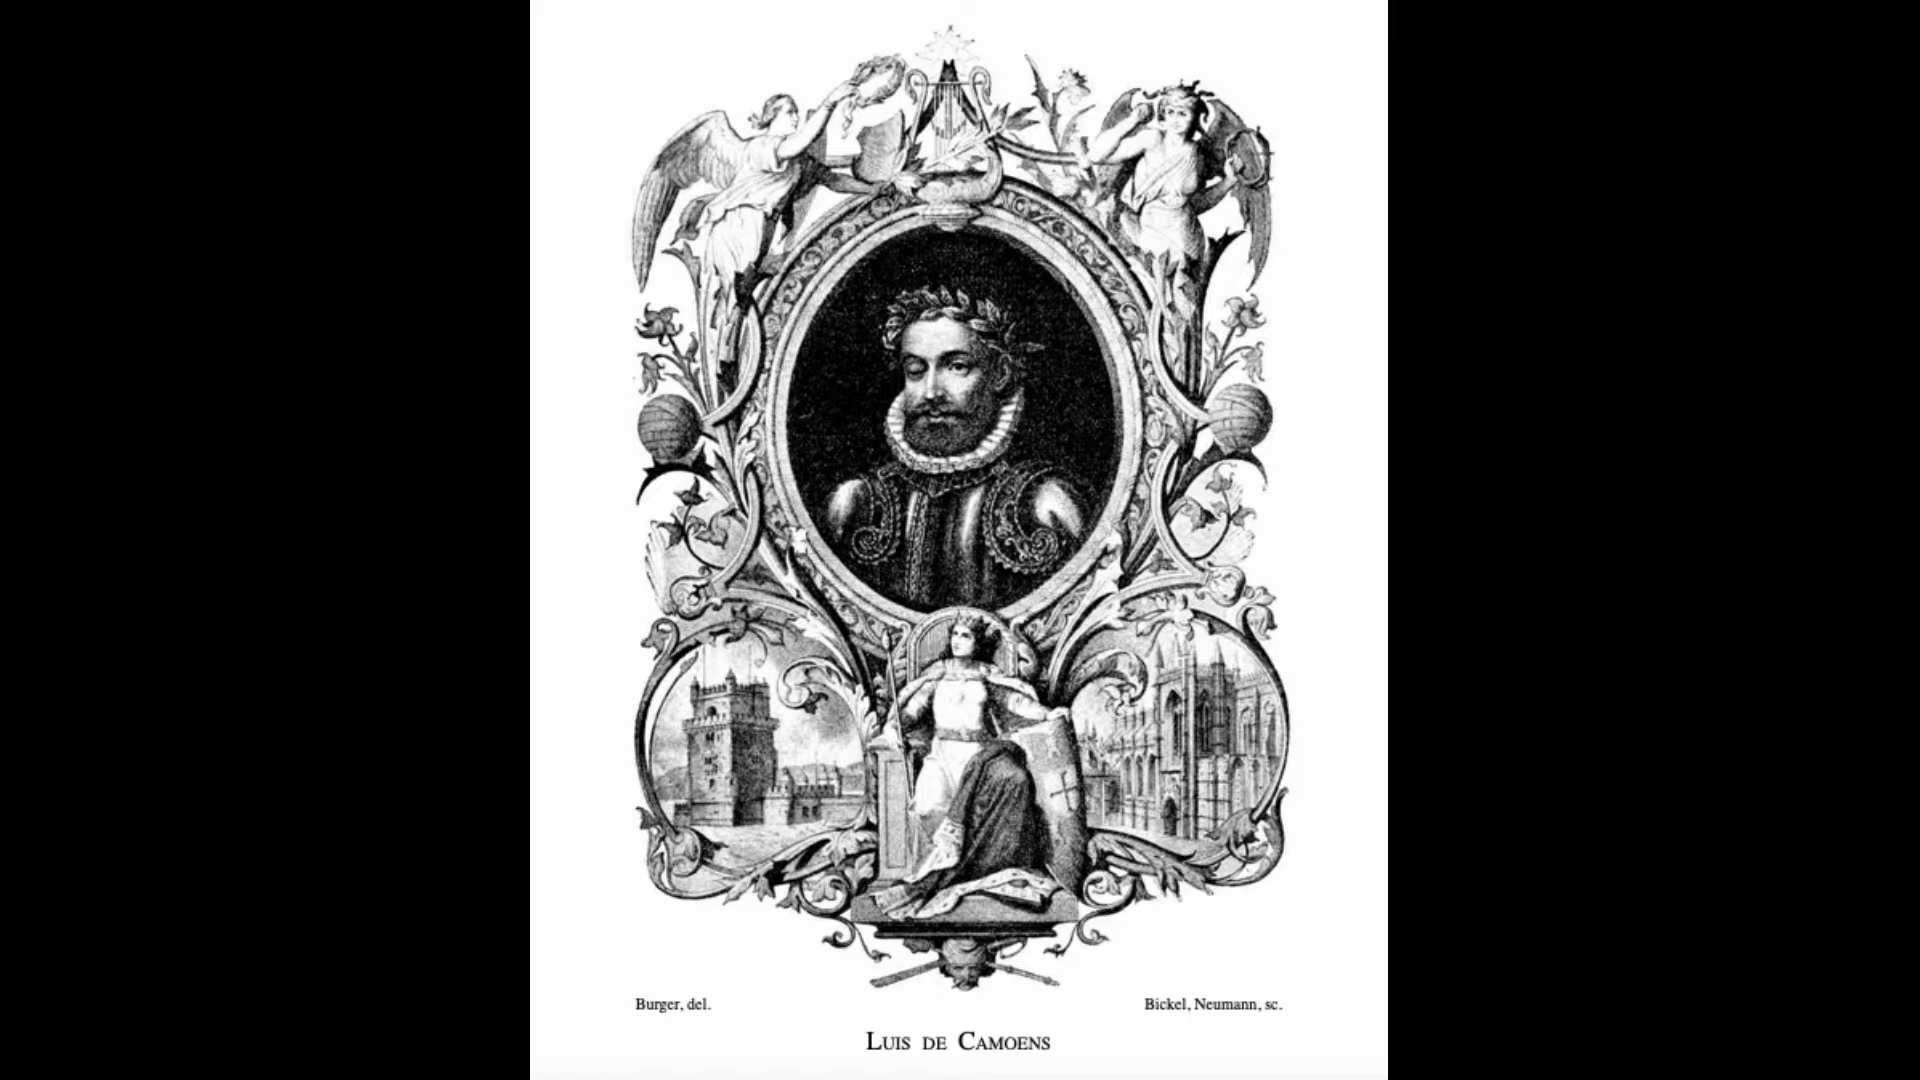 Burger, del.
Bickel, Neumann, sc.
Luis de Camoens